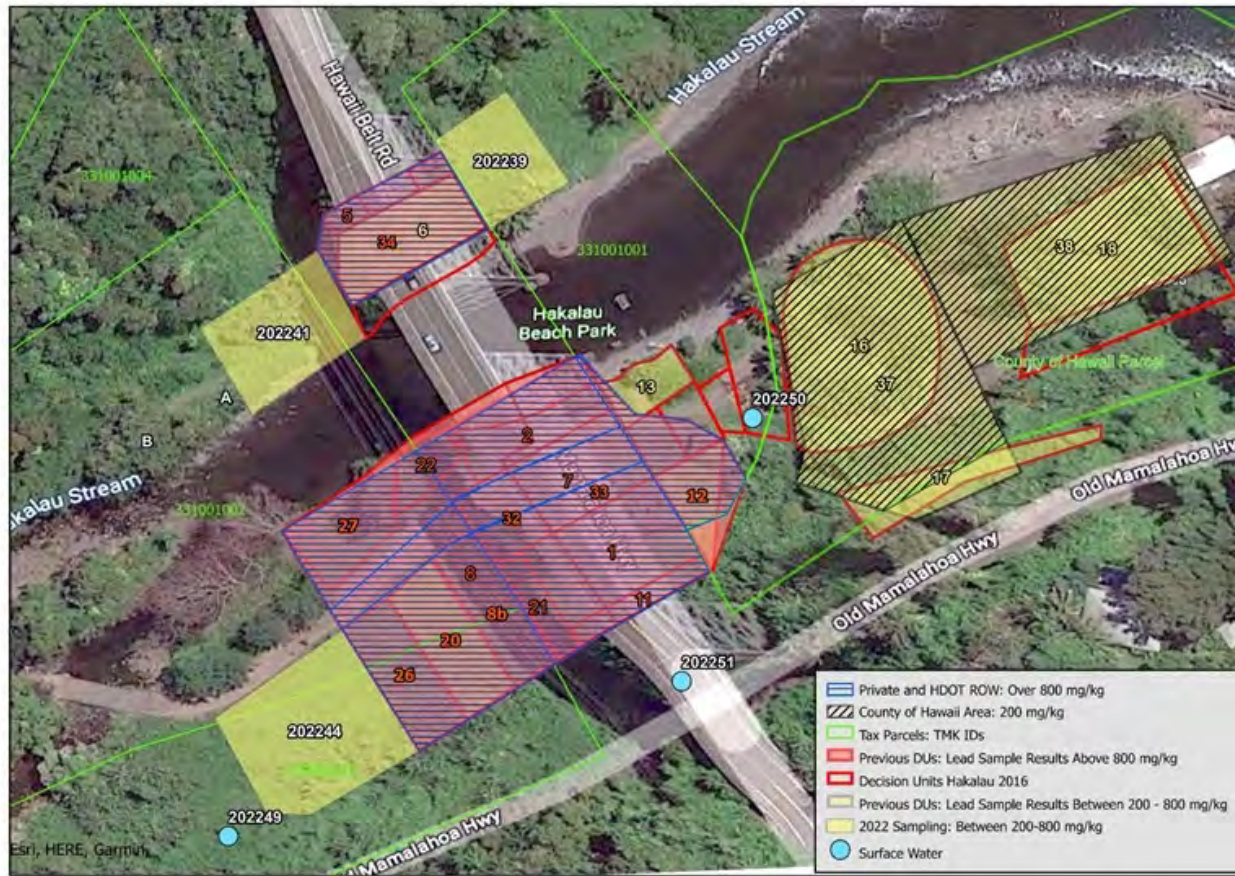 Hawaii Belt Rd
Hakalau Stream
202239
331001004
5
34
6
331001001
202241
Hakalau
Beach Park
38
18
16
37
County of Hawaii Parcel
13
202250
A
B
2
22
7
33
12
17
Old Mamalahoa Hwy
akalau Stream
331001002
27
32
1
8
8b
21
11
20
26
Old Mamalahoa Hwy
202251
202244
202249
d Mamalahoa Hwy
Esri, HERE, Garmin,
Private and HDOT ROW: Over 800 mg/kg
County of Hawaii Area: 200 mg/kg
Tax Parcels: TMK IDs
Previous DUs: Lead Sample Results Above 800 mg/kg
Decision Units Hakalau 2016
Previous DUs: Lead Sample Results Between 200 - 800 mg/kg
2022 Sampling: Between 200-800 mg/kg
Surface Water